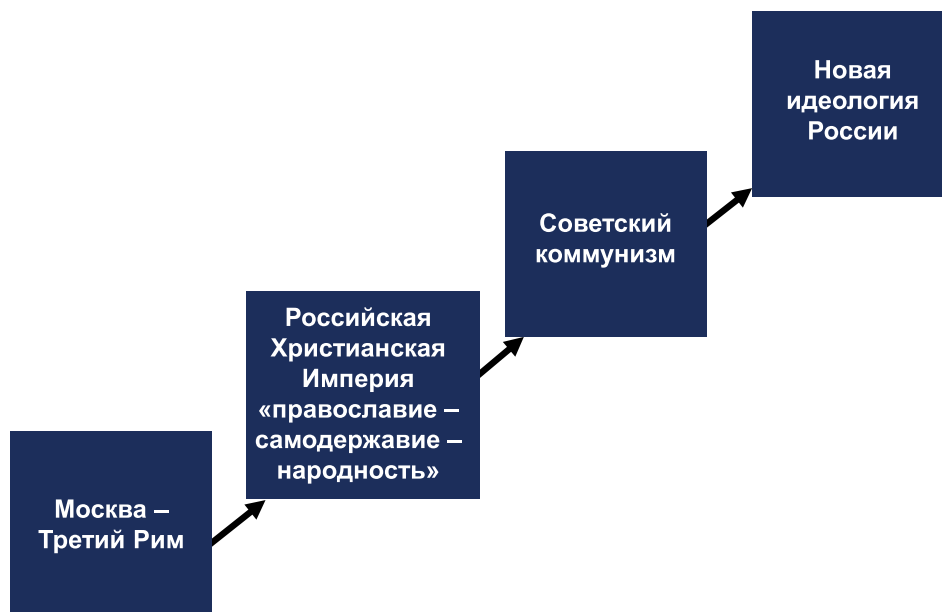 Новая
идеология
России
Советский
коммунизм
Российская
Христианская
Империя
«православие –
самодержавие –
народность»
Москва –
Третий Рим